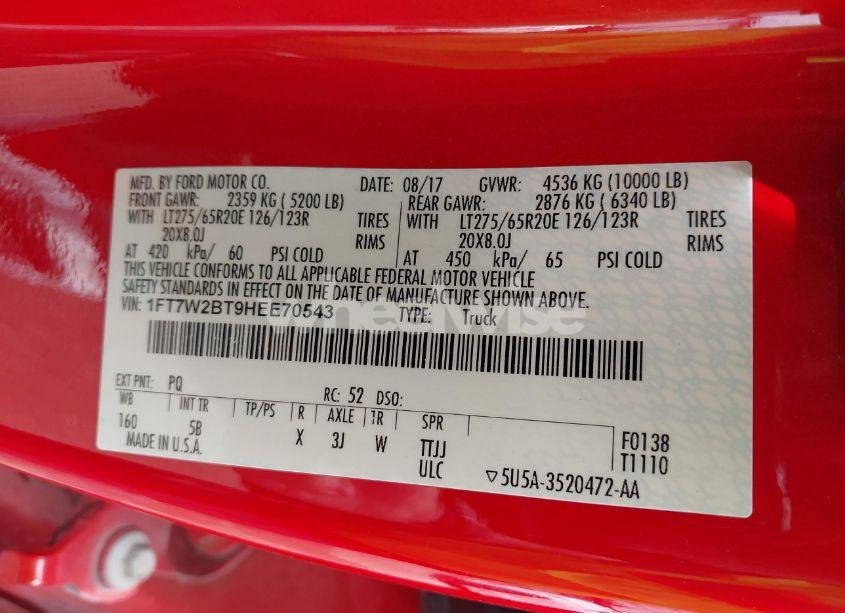 MFD. BY FORD MOTOR CO. DATE: 08/17 GVWR: 4536 KG (10000 LB)
FRONT GAWR: 2359 KG ( 5200 LB) REAR GAWR: 2876 KG ( 6340 LB)
WITH LT275/65R20E 126/123R TIRES WITH LT275/65R20E 126/123R TIRES
20X8.0J RIMS 20X8.0J RIMS
AT 420 kPa/ 60 PSI COLD AT 450 kPa/ 65 PSI COLD
THIS VEHICLE CONFORMS TO ALL APPLICABLE FEDERAL MOTOR VEHICLE
SAFETY STANDARDS IN EFFECT ON THE DATE OF MANUFACTURE SHOWN ABOVE.
VIN: 1FT7W2BT9HEE70543 TYPE: Truck
EXT PNT: PQ RC: 52 DSO:
WB INT TR TP/PS R AXLE TR SPR
160 5B X 3J W TTJJ F0138
MADE IN U.S.A. ULC T1110
▽5U5A-3520472-AA